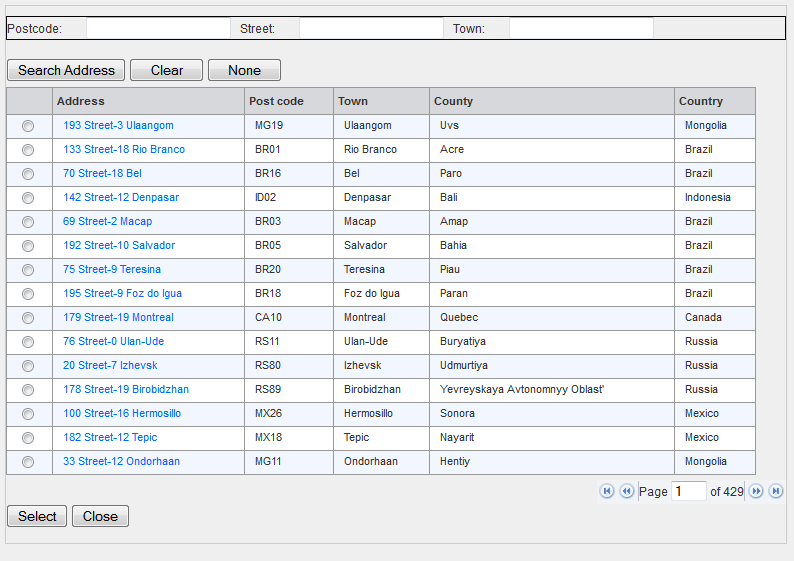 Postcode: Street: Town:
Search Address Clear None
Address Post code Town County Country
193 Street-3 Ulaangom MG19 Ulaangom Uvs Mongolia
133 Street-18 Rio Branco BR01 Rio Branco Acre Brazil
70 Street-18 Bel BR16 Bel Paro Brazil
142 Street-12 Denpasar ID02 Denpasar Bali Indonesia
69 Street-2 Macap BR03 Macap Amap Brazil
192 Street-10 Salvador BR05 Salvador Bahia Brazil
75 Street-9 Teresina BR20 Teresina Piau Brazil
195 Street-9 Foz do Igua BR18 Foz do Igua Paran Brazil
179 Street-19 Montreal CA10 Montreal Quebec Canada
76 Street-0 Ulan-Ude RS11 Ulan-Ude Buryatiya Russia
20 Street-7 Izhevsk RS80 Izhevsk Udmurtiya Russia
178 Street-19 Birobidzhan RS89 Birobidzhan Yevreyskaya Avtonomnyy Oblast' Russia
100 Street-16 Hermosillo MX26 Hermosillo Sonora Mexico
182 Street-12 Tepic MX18 Tepic Nayarit Mexico
33 Street-12 Ondorhaan MG11 Ondorhaan Hentiy Mongolia
Page 1 of 429
Select Close